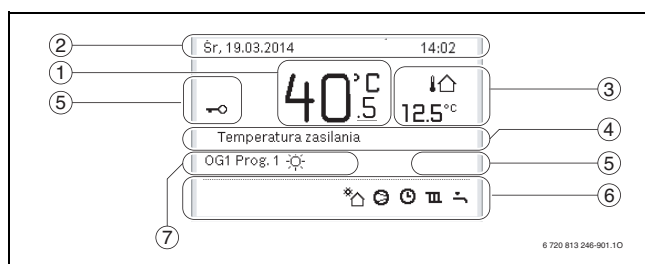 ② Śr, 19.03.2014 14:02
① 40.5 °C
③ 12.5°C
⑤ ⑤
④ Temperatura zasilania
⑦ OG1 Prog. 1
⑥
6 720 813 246-901.1O